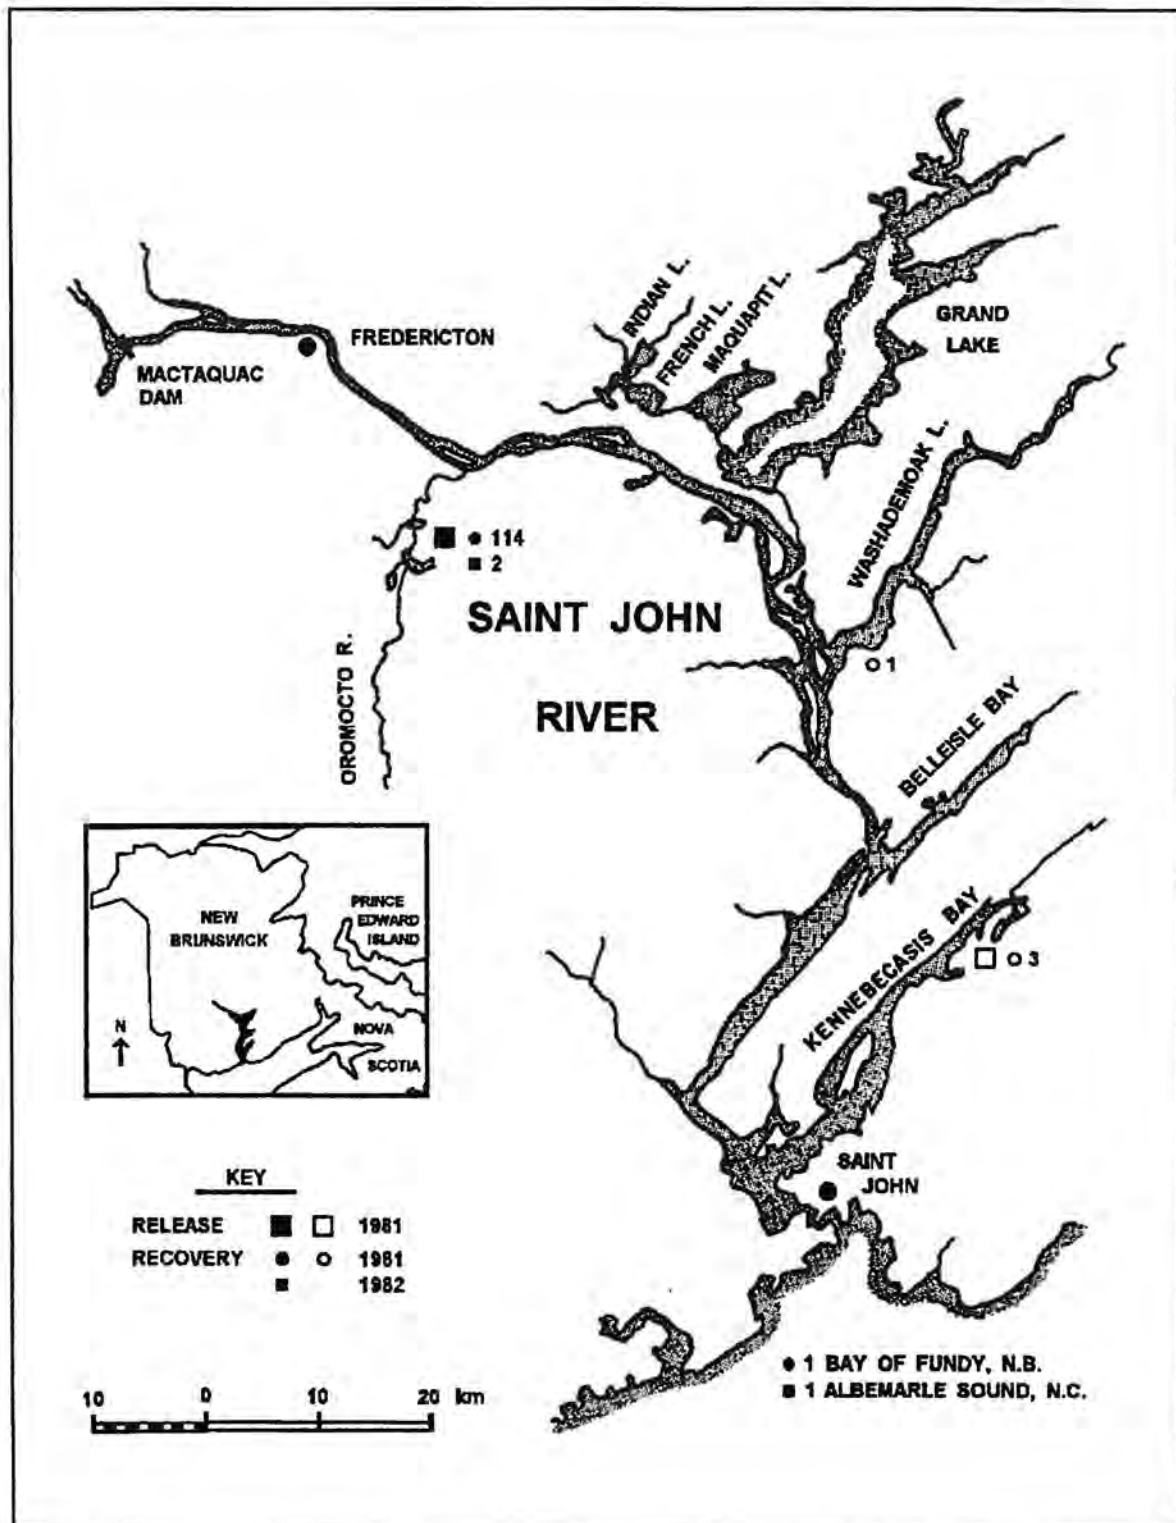 INDIAN L.
FRENCH L.
MAQUAPIT L.
GRAND
LAKE
FREDERICTON
MACTAQUAC
DAM
WASHADEMOAK L.
114
2
SAINT JOHN
RIVER
OROMOCTO R.
1
BELLEISLE BAY
KENNEBECASIS BAY
3
NEW
BRUNSWICK
PRINCE
EDWARD
ISLAND
N
NOVA
SCOTIA
SAINT
JOHN
KEY
RELEASE 1981
RECOVERY 1981
1982
1 BAY OF FUNDY, N.B.
1 ALBEMARLE SOUND, N.C.
10 0 10 20 km